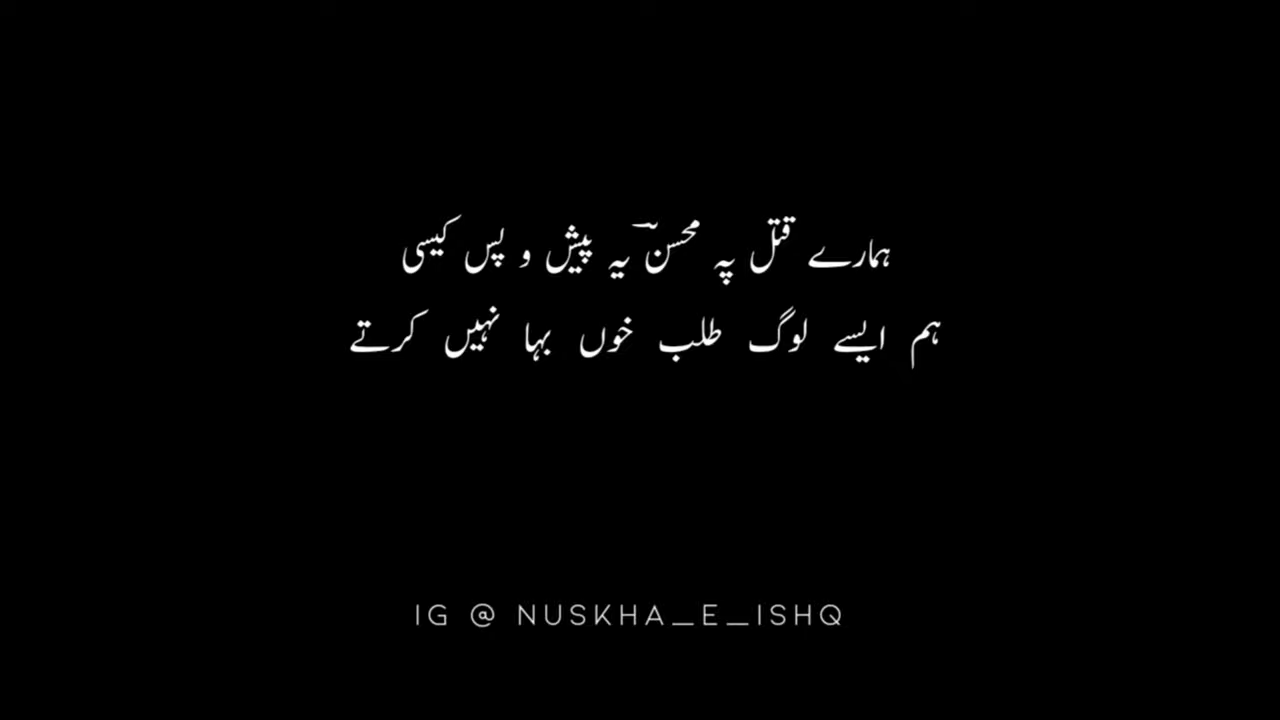 ہمارے قتل پہ محسنؔ یہ پیش و پس کیسی
ہم ایسے لوگ طلب خوں بہا نہیں کرتے
IG @ NUSKHA_E_ISHQ